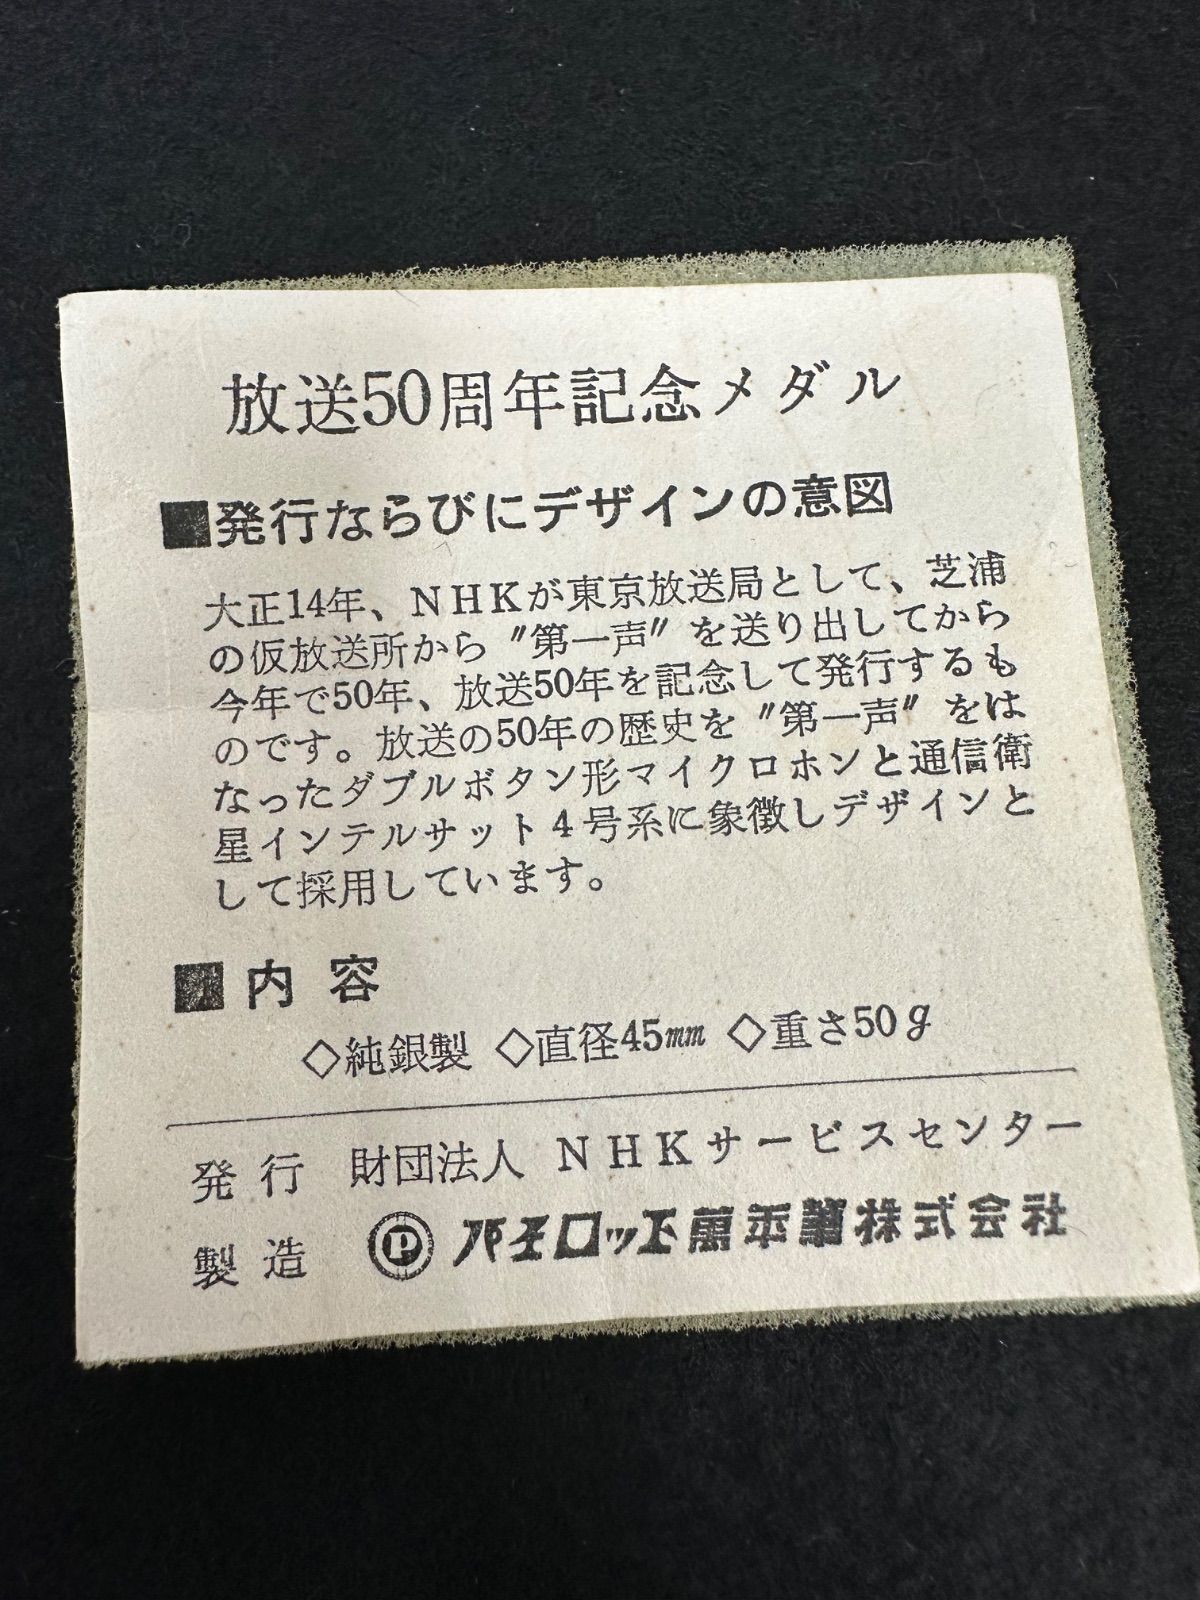 放送50周年記念メダル
■発行ならびにデザインの意図
大正14年、NHKが東京放送局として、芝浦
の仮放送所から〃第一声〃を送り出してから
今年で50年、放送50年を記念して発行するも
のです。放送の50年の歴史を〃第一声〃をは
なったダブルボタン形マイクロホンと通信衛
星インテルサット4号系に象徴しデザインと
して採用しています。
■内 容
◇純銀製 ◇直径45㎜ ◇重さ50g
発 行 財団法人 NHKサービスセンター
製 造 Ⓟ パイロット萬年筆株式会社